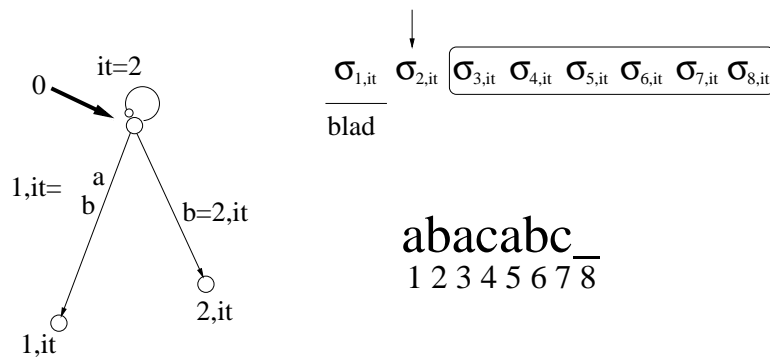 it=2
0
1,it=
a
b
b=2,it
2,it
1,it
σ1,it σ2,it σ3,it σ4,it σ5,it σ6,it σ7,it σ8,it
blad
abacabc_
1 2 3 4 5 6 7 8